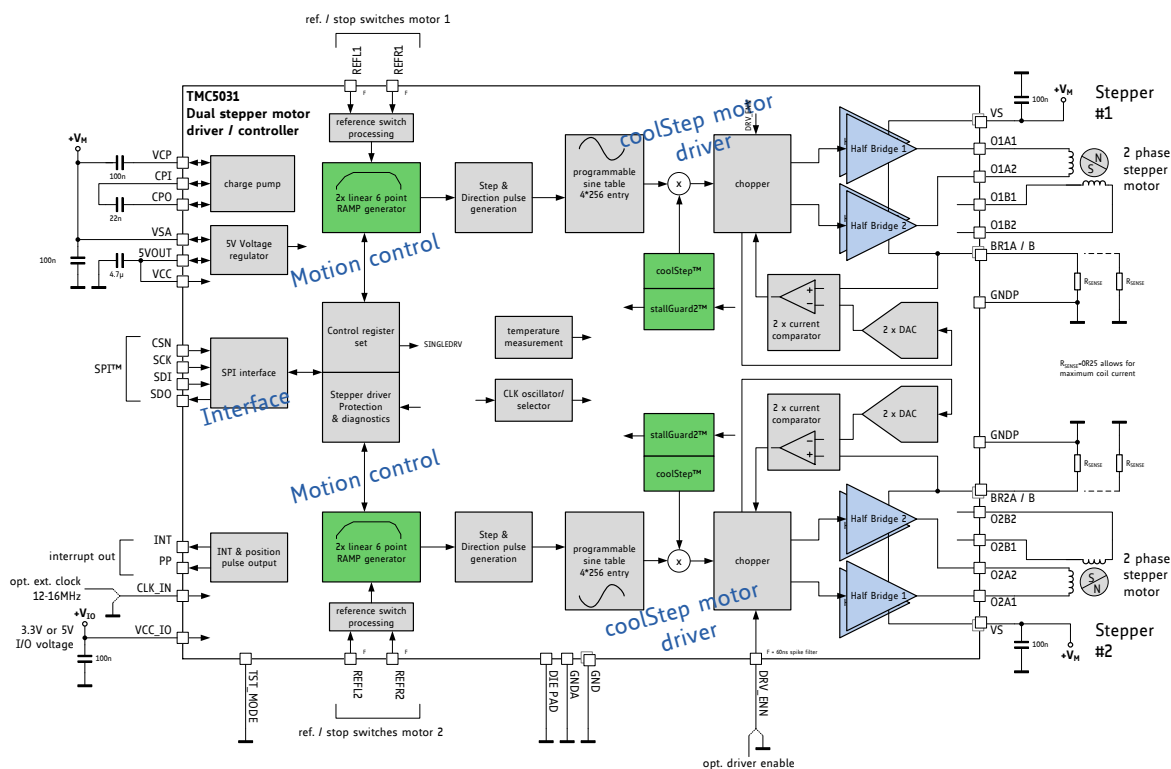 ref. / stop switches motor 1
REFL1
REFR1
F
F
TMC5031
Dual stepper motor
driver / controller
reference switch
processing
coolStep motor
driver
DRV_ENN
+VM
VCP
100n
CPI
CPO
22n
charge pump
VSA
5VOUT
VCC
100n
4.7µ
5V Voltage
regulator
2x linear 6 point
RAMP generator
Motion control
Step &
Direction pulse
generation
programmable
sine table
4*256 entry
x
chopper
Half Bridge 1
Half Bridge 2
coolStep™
stallGuard2™
VS
100n
+VM
Stepper
#1
O1A1
O1A2
O1B1
O1B2
N
S
2 phase
stepper
motor
BR1A / B
RSENSE
RSENSE
GNDP
+
−
2 x current
comparator
2 x DAC
RSENSE=0R25 allows for
maximum coil current
Control register
set
SINGLEDRV
Stepper driver
Protection
& diagnostics
temperature
measurement
CLK oscillator/
selector
SPI™
CSN
SCK
SDI
SDO
SPI interface
Interface
2 x current
comparator
−
+
2 x DAC
GNDP
RSENSE
RSENSE
BR2A / B
stallGuard2™
coolStep™
Motion control
2x linear 6 point
RAMP generator
Step &
Direction pulse
generation
programmable
sine table
4*256 entry
x
chopper
Half Bridge 2
Half Bridge 1
O2B2
O2B1
O2A2
O2A1
S
N
2 phase
stepper
motor
VS
100n
+VM
Stepper
#2
interrupt out
INT
PP
INT & position
pulse output
opt. ext. clock
12-16MHz
CLK_IN
+VIO
3.3V or 5V
I/O voltage
VCC_IO
100n
reference switch
processing
coolStep motor
driver
F
F
F = 60ns spike filter
TST_MODE
REFL2
REFR2
DIE PAD
GNDA
GND
DRV_ENN
ref. / stop switches motor 2
opt. driver enable